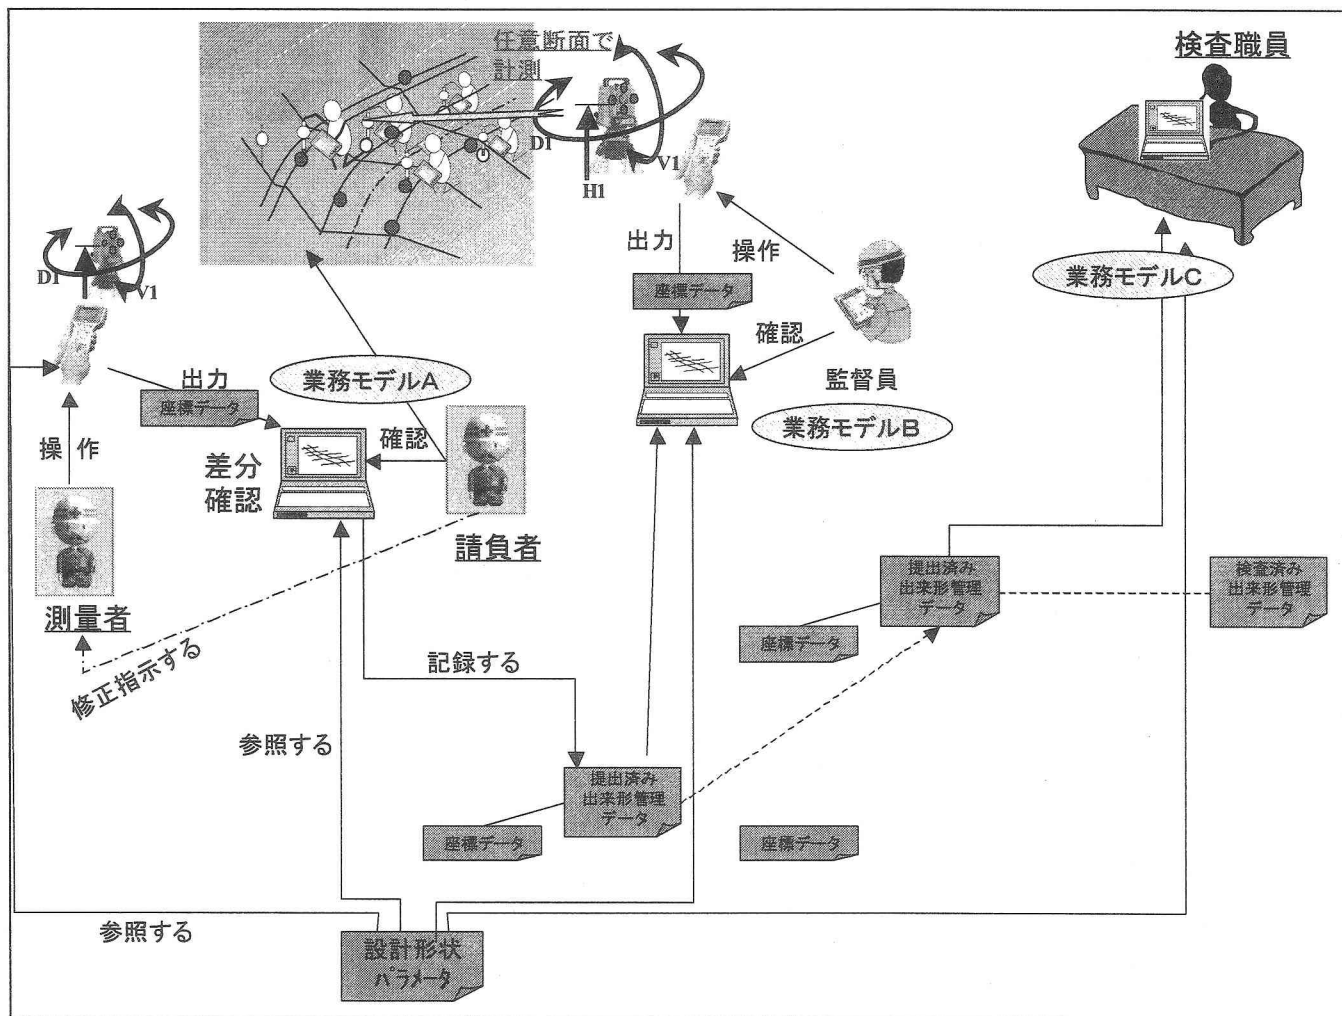 任意断面で
計測
検査職員
D1
V1
H1
D1
V1
出力
操作
業務モデルC
座標データ
確認
出力
業務モデルA
監督員
座標データ
業務モデルB
操作
確認
差分
確認
請負者
提出済み
出来形管理
データ
検査済み
出来形管理
データ
測量者
座標データ
修正指示する
記録する
参照する
提出済み
出来形管理
データ
座標データ
座標データ
参照する
設計形状
パラメータ